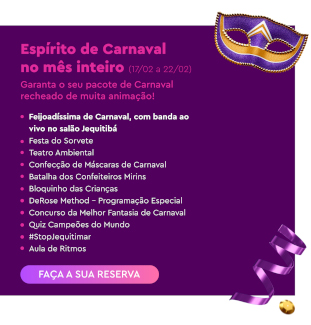 Espírito de Carnaval
no mês inteiro (17/02 a 22/02)
Garanta o seu pacote de Carnaval
recheado de muita animação!
• Feijoadíssima de Carnaval, com banda ao
vivo no salão Jequitibá
• Festa do Sorvete
• Teatro Ambiental
• Confecção de Máscaras de Carnaval
• Batalha dos Confeiteiros Mirins
• Bloquinho das Crianças
• DeRose Method - Programação Especial
• Concurso da Melhor Fantasia de Carnaval
• Quiz Campeões do Mundo
• #StopJequitimar
• Aula de Ritmos
FAÇA A SUA RESERVA